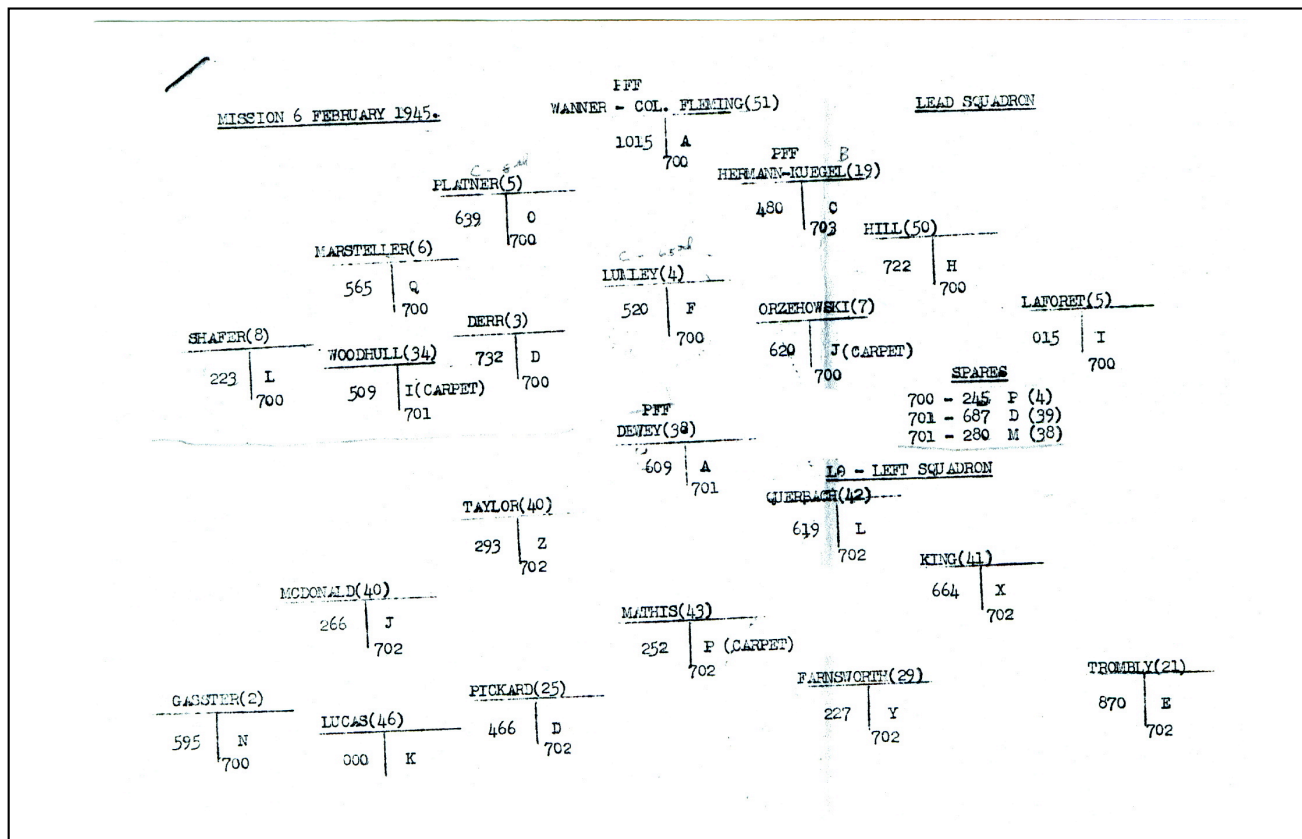 PFF
WANNER - COL. FLEMING(51)
LEAD SQUADRON
MISSION 6 FEBRUARY 1945.
1015 A
700
PFF B
HERMANN-KUEGEL(19)
480 C
703
C - 8th
PLATNER(5)
639 O
700
HILL(50)
722 H
700
MARSTELLER(6)
565 Q
700
LUMLEY(4)
520 F
700
ORZEHOWSKI(7)
620 J(CARPET)
700
LAFORET(5)
015 I
700
SHAFER(8)
223 L
700
WOODHULL(34)
509 I(CARPET)
701
DERR(3)
732 D
700
SPARES
700 - 245 P (4)
701 - 687 D (39)
701 - 280 M (38)
PFF
DEWEY(38)
609 A
701
LO - LEFT SQUADRON
QUERBACH(42)
619 L
702
TAYLOR(40)
293 Z
702
KING(41)
664 X
702
MCDONALD(40)
266 J
702
MATHIS(43)
252 P (CARPET)
702
FARNSWORTH(29)
227 Y
702
TROMBLY(21)
870 E
702
GASSTER(2)
595 N
700
LUCAS(46)
000 K
PICKARD(25)
466 D
702